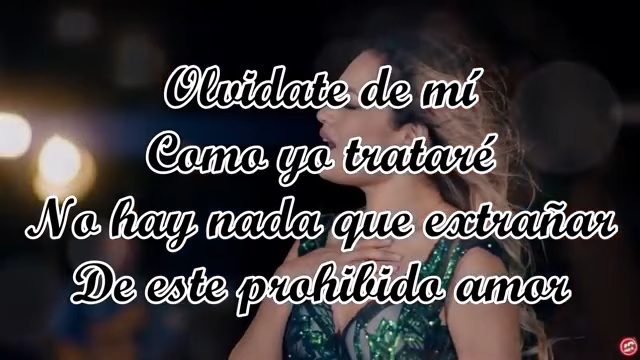 Olvidate de mí
Como yo trataré
No hay nada que extrañar
De este prohibido amor